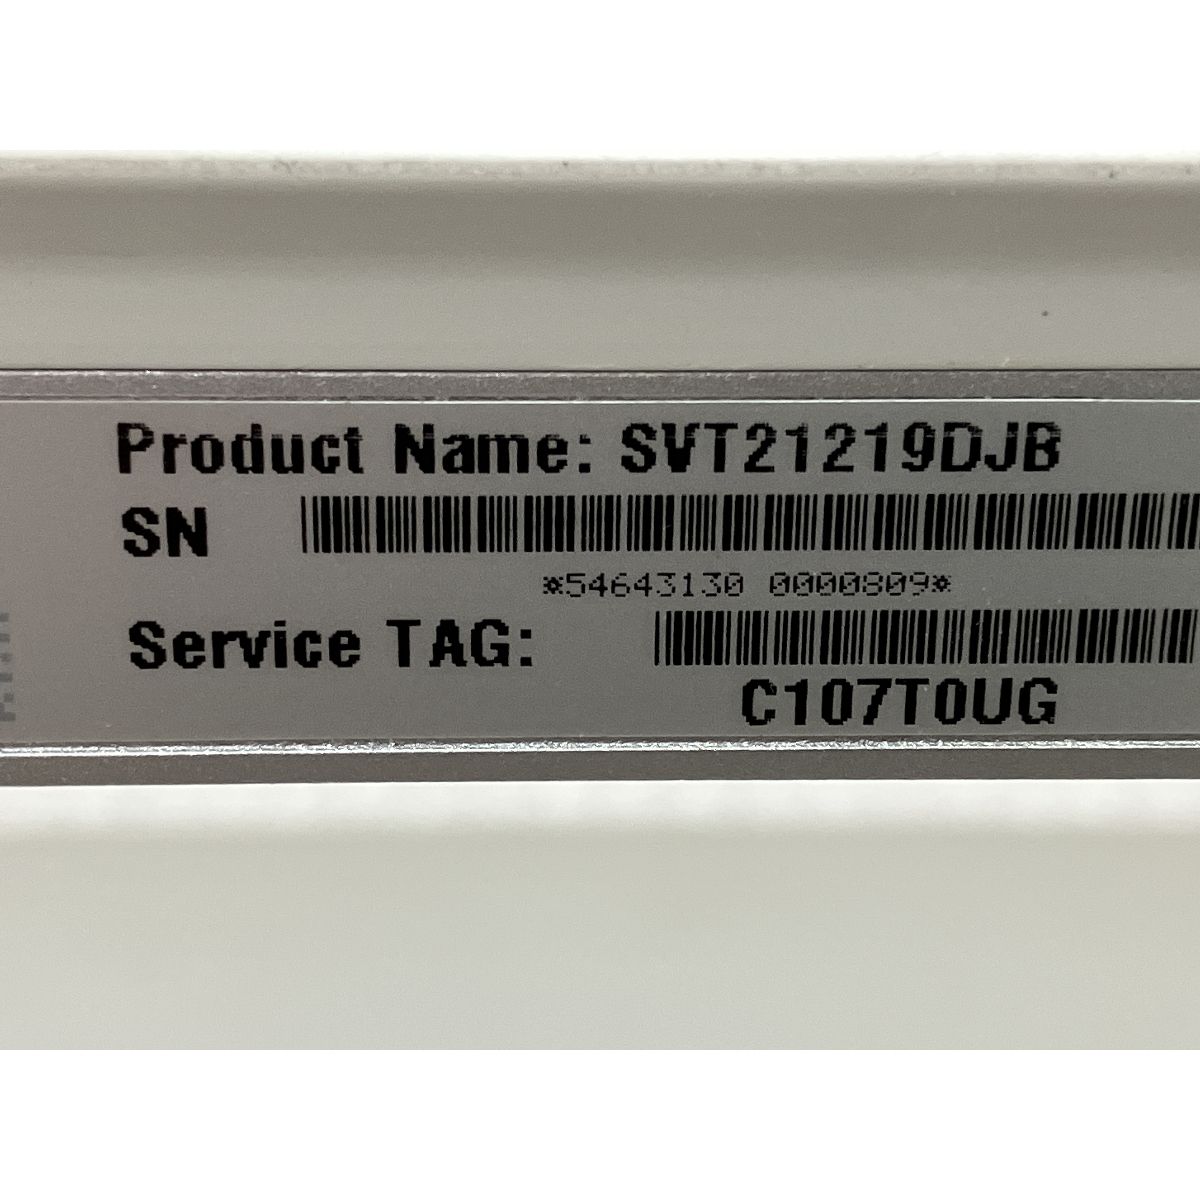 Product Name: SVT21219DJB
SN
*54643130 0000809*
Service TAG:
C107T0UG